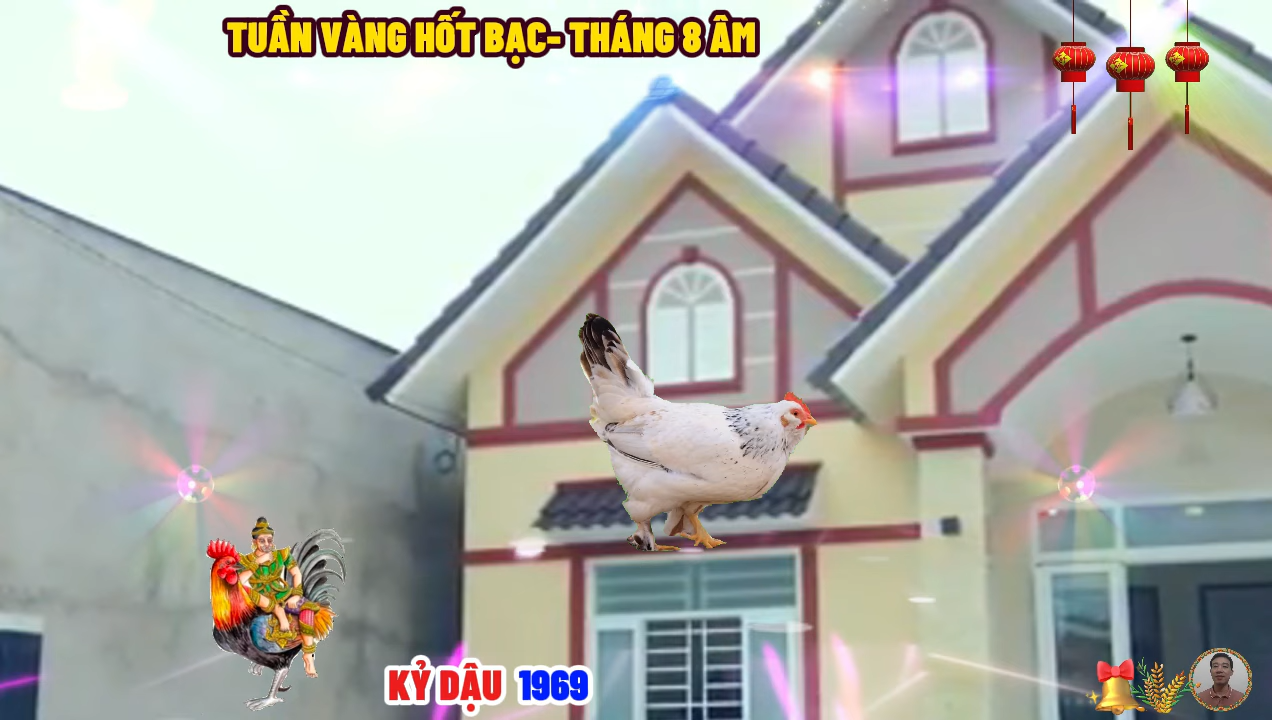 TUẦN VÀNG HỐT BẠC- THÁNG 8 ÂM
KỶ DẬU 1969